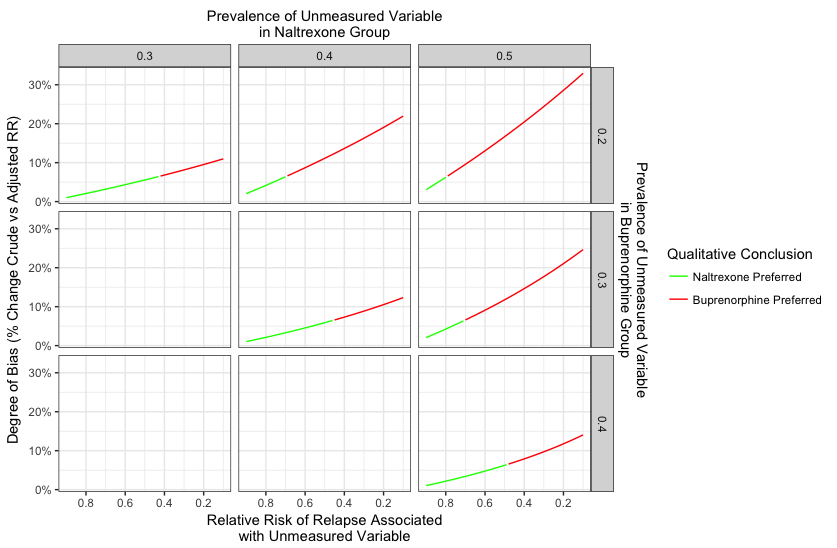 Prevalence of Unmeasured Variable
in Naltrexone Group
0.3
0.4
0.5
Degree of Bias (% Change Crude vs Adjusted RR)
30%
20%
10%
0%
0.2
30%
20%
10%
0%
0.3
30%
20%
10%
0%
0.4
Prevalence of Unmeasured Variable
in Buprenorphine Group
0.8 0.6 0.4 0.2
0.8 0.6 0.4 0.2
0.8 0.6 0.4 0.2
Relative Risk of Relapse Associated
with Unmeasured Variable
Qualitative Conclusion
Naltrexone Preferred
Buprenorphine Preferred